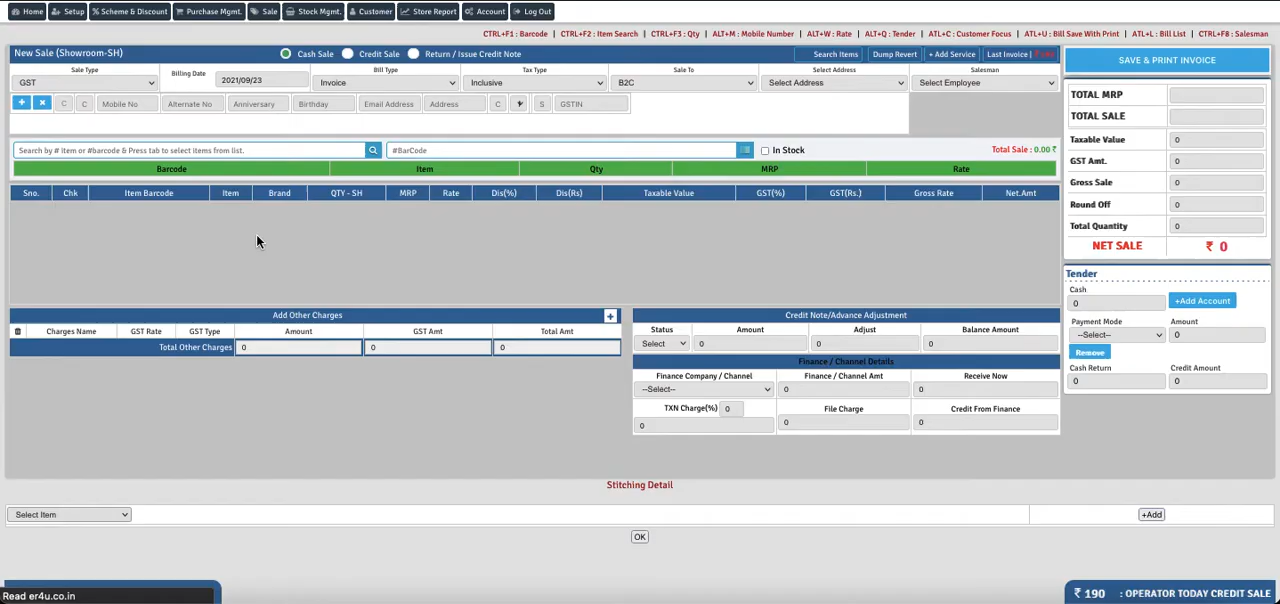 Home Setup Scheme & Discount Purchase Mgmt. Sale Stock Mgmt. Customer Store Report Account Log Out
CTRL+F1 : Barcode | CTRL+F2 : Item Search | CTRL+F3 : Qty | ALT+M : Mobile Number | ALT+W : Rate | ALT+Q : Tender | ATL+C : Customer Focus | ATL+U : Bill Save With Print | ATL+L : Bill List | CTRL+F8 : Salesman
New Sale (Showroom-SH) Cash Sale Credit Sale Return / Issue Credit Note Search Items Dump Revert + Add Service Last Invoice |
SAVE & PRINT INVOICE
Sale Type Billing Date Bill Type Tax Type Sale To Select Address Salesman
GST 2021/09/23 Invoice Inclusive B2C Select Address Select Employee
+ × C C Mobile No Alternate No Anniversary Birthday Email Address Address C S GSTIN
Search by # item or #barcode & Press tab to select items from list. #BarCode In Stock Total Sale : 0.00 ₹
Barcode Item Qty MRP Rate
Sno. Chk Item Barcode Item Brand QTY - SH MRP Rate Dis(%) Dis(Rs) Taxable Value GST(%) GST(Rs.) Gross Rate Net.Amt
TOTAL MRP
TOTAL SALE
Taxable Value 0
GST Amt. 0
Gross Sale 0
Round Off 0
Total Quantity 0
NET SALE ₹ 0
Tender
Cash
0 +Add Account
Payment Mode Amount
--Select-- 0
Remove
Cash Return Credit Amount
0 0
Add Other Charges +
Charges Name GST Rate GST Type Amount GST Amt Total Amt
Total Other Charges 0 0 0
Credit Note/Advance Adjustment
Status Amount Adjust Balance Amount
Select 0 0 0
Finance / Channel Details
Finance Company / Channel Finance / Channel Amt Receive Now
--Select-- 0 0
TXN Charge(%) 0 File Charge Credit From Finance
0 0 0
Stitching Detail
Select Item +Add
OK
Read er4u.co.in
₹ 190 : OPERATOR TODAY CREDIT SALE